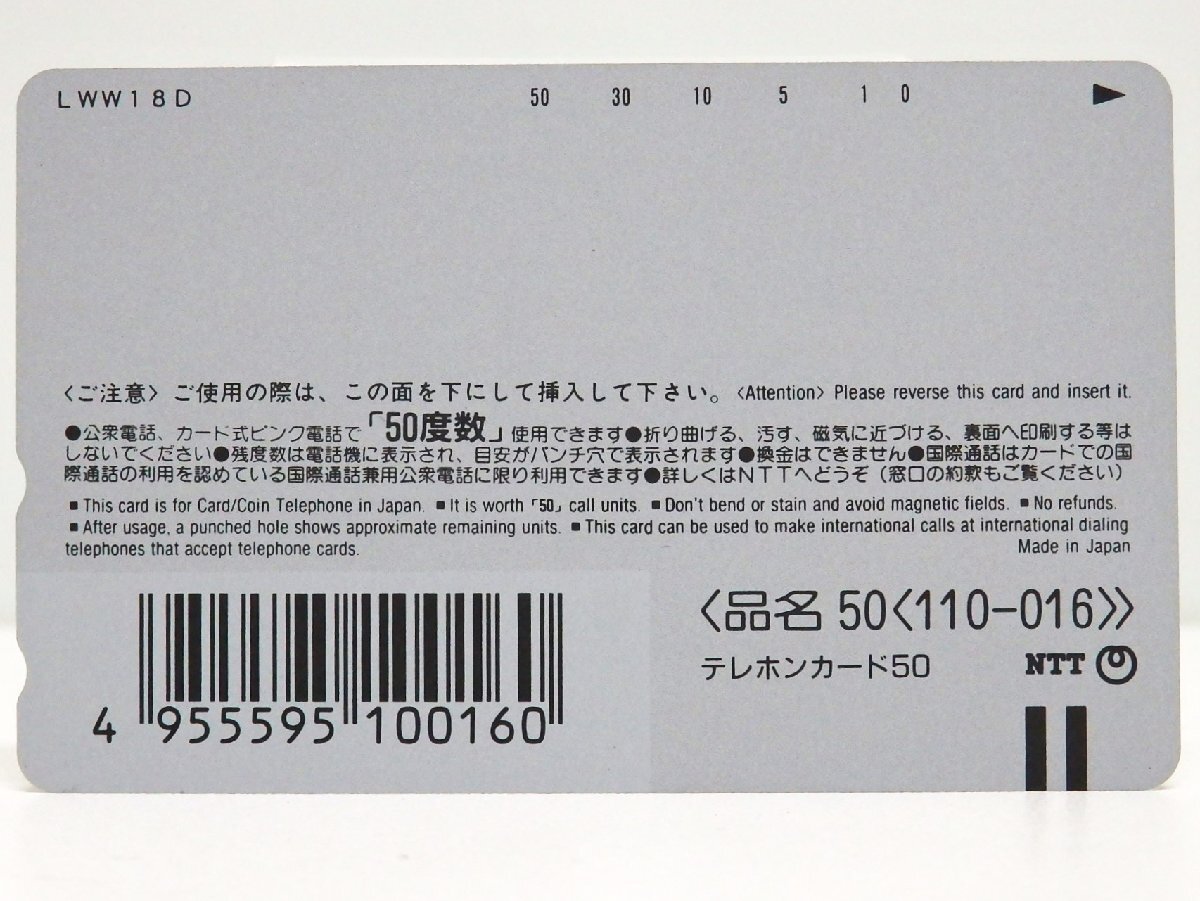 LWW18D 50 30 10 5 1 0
〈ご注意〉ご使用の際は、この面を下にして挿入して下さい。〈Attention〉Please reverse this card and insert it.
●公衆電話、カード式ピンク電話で「50度数」使用できます●折り曲げる、汚す、磁気に近づける、裏面へ印刷する等は
しないでください●残度数は電話機に表示され、目安がパンチ穴で表示されます●換金はできません●国際通話はカードでの国
際通話の利用を認めている国際通話兼用公衆電話に限り利用できます●詳しくはNTTへどうぞ(窓口の約款もご覧ください)
■This card is for Card/Coin Telephone in Japan. ■It is worth「50」call units. ■Don't bend or stain and avoid magnetic fields. ■No refunds.
■After usage, a punched hole shows approximate remaining units. ■This card can be used to make international calls at international dialing
telephones that accept telephone cards. Made in Japan
〈品名 50〈110-016〉〉
テレホンカード50 NTT
4 955595 100160